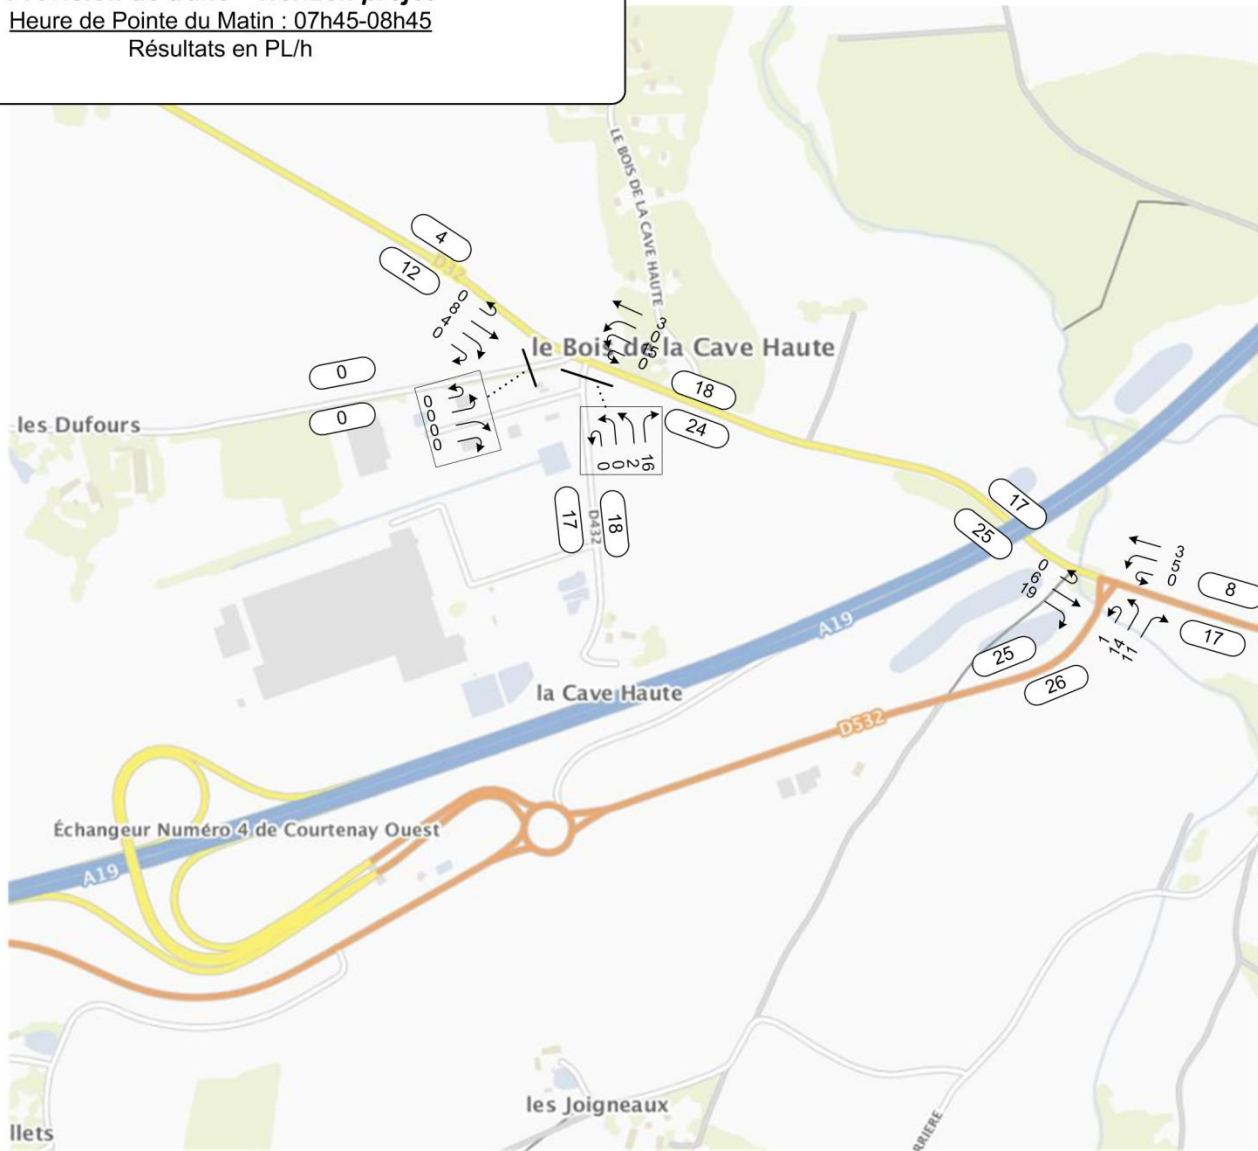 Heure de Pointe du Matin : 07h45-08h45
Résultats en PL/h
LE BOIS DE LA CAVE HAUTE
4
12
D32
0
8
4
0
3
0
15
0
le Bois de la Cave Haute
0
0
18
24
les Dufours
0
0
0
0
0
0
2
16
17
18
D432
17
25
0
6
19
3
5
0
8
17
1
14
11
25
26
A19
la Cave Haute
D532
Échangeur Numéro 4 de Courtenay Ouest
A19
les Joigneaux
llets
RRIERE